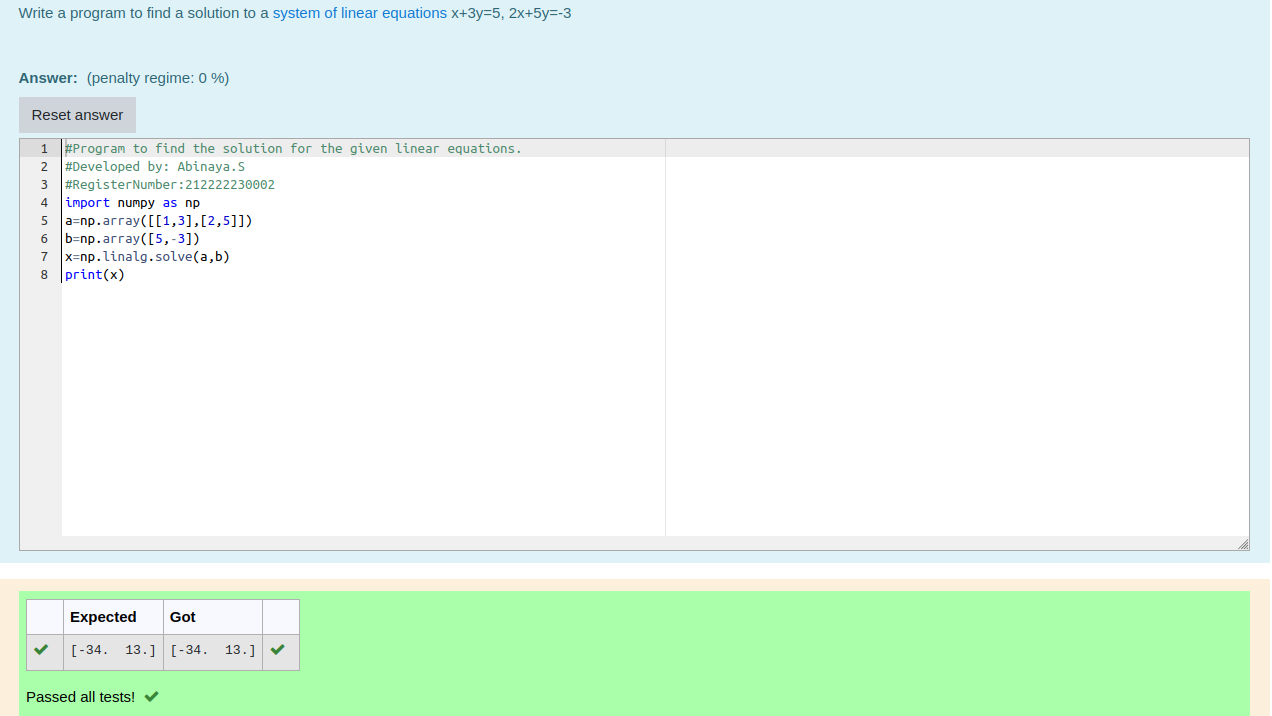 Write a program to find a solution to a system of linear equations x+3y=5, 2x+5y=-3
Answer: (penalty regime: 0 %)
Reset answer
1 #Program to find the solution for the given linear equations.
2 #Developed by: Abinaya.S
3 #RegisterNumber:212222230002
4 import numpy as np
5 a=np.array([[1,3],[2,5]])
6 b=np.array([5,-3])
7 x=np.linalg.solve(a,b)
8 print(x)
Expected Got
[-34.  13.] [-34.  13.]
Passed all tests!